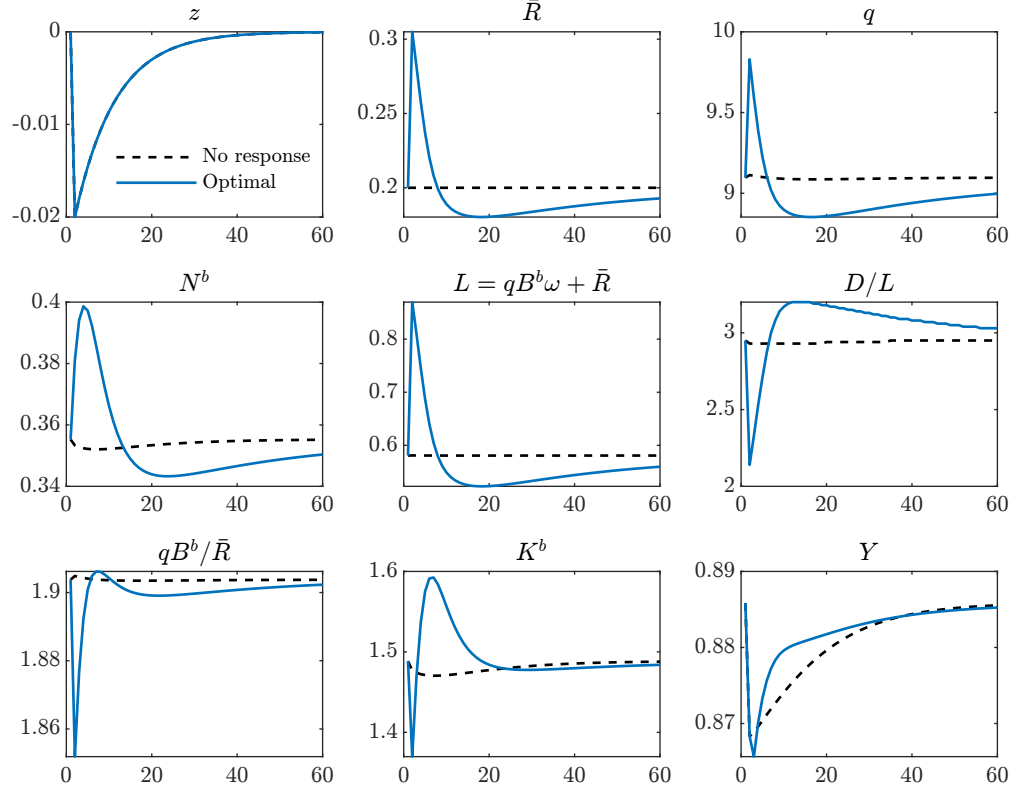 z
R̄
q
0
-0.01
-0.02
No response
Optimal
0 20 40 60
0.3
0.25
0.2
0 20 40 60
10
9.5
9
0 20 40 60
N^b
L = qB^bω + R̄
D/L
0.4
0.38
0.36
0.34
0 20 40 60
0.8
0.7
0.6
0 20 40 60
3
2.5
2
0 20 40 60
qB^b/R̄
K^b
Y
1.9
1.88
1.86
0 20 40 60
1.6
1.5
1.4
0 20 40 60
0.89
0.88
0.87
0 20 40 60